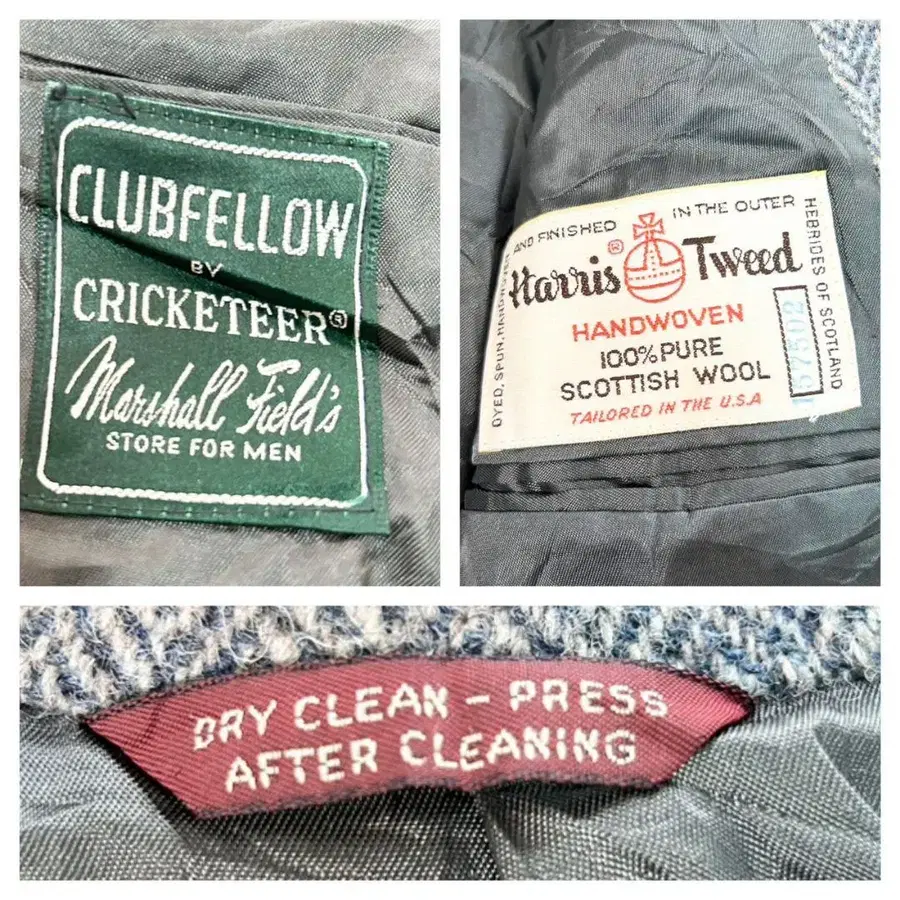 CLUBFELLOW
BY
CRICKETEER®
Marshall Field's
STORE FOR MEN
DYED, SPUN,
AND FINISHED
IN THE OUTER
HEBRIDES OF SCOTLAND
Harris® Tweed
HANDWOVEN
100% PURE
SCOTTISH WOOL
TAILORED IN THE U.S.A
DRY CLEAN - PRESS
AFTER CLEANING